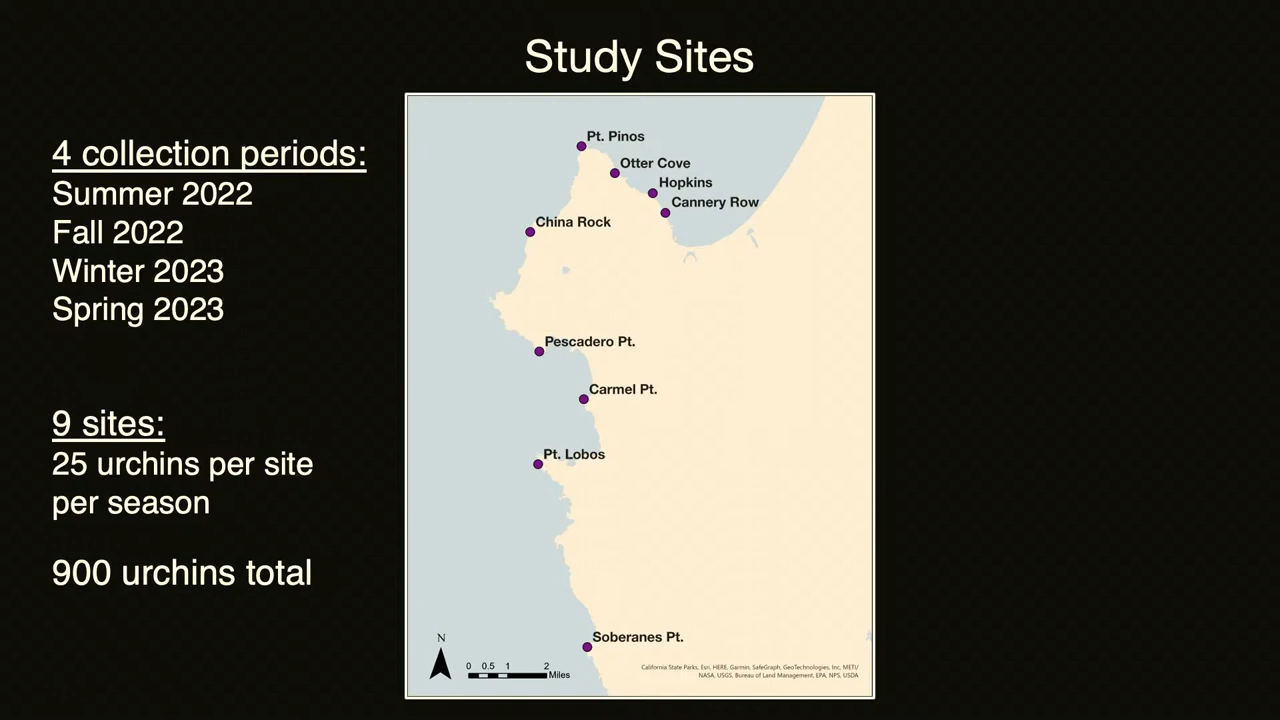 Study Sites
4 collection periods:
Summer 2022
Fall 2022
Winter 2023
Spring 2023
9 sites:
25 urchins per site
per season
900 urchins total
Pt. Pinos
Otter Cove
Hopkins
Cannery Row
China Rock
Pescadero Pt.
Carmel Pt.
Pt. Lobos
Soberanes Pt.
N
0 0.5 1 2
Miles
California State Parks, Esri, HERE, Garmin, SafeGraph, GeoTechnologies, Inc, METI/
NASA, USGS, Bureau of Land Management, EPA, NPS, USDA